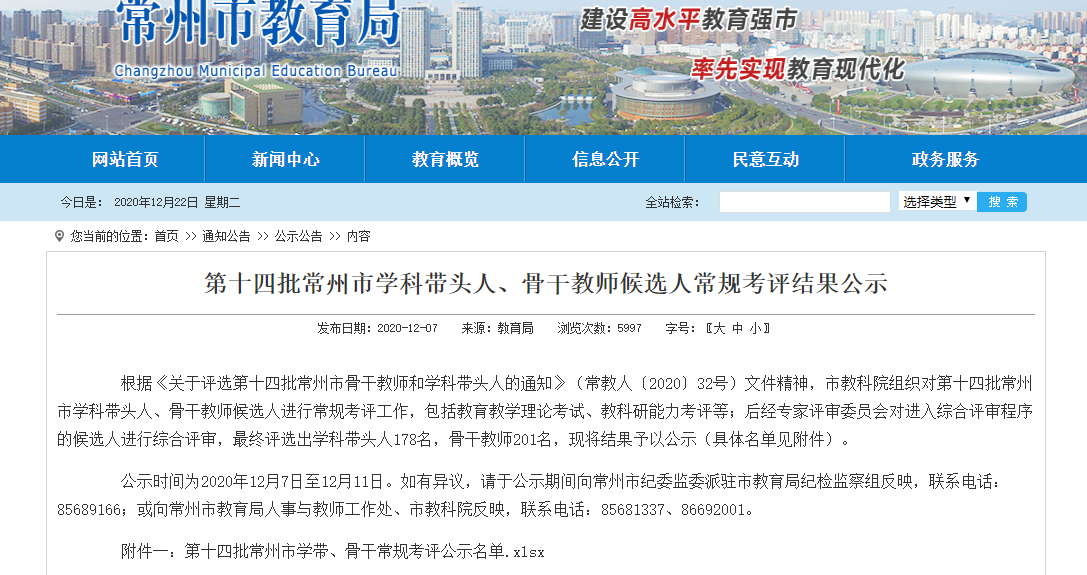 常州市教育局
Changzhou Municipal Education Bureau
建设高水平教育强市
率先实现教育现代化
网站首页 新闻中心 教育概览 信息公开 民意互动 政务服务
今日是： 2020年12月22日 星期二 全站检索： 选择类型 搜 索
您当前的位置：首页 >> 通知公告 >> 公示公告 >> 内容
第十四批常州市学科带头人、骨干教师候选人常规考评结果公示
发布日期：2020-12-07 来源：教育局 浏览次数：5997 字号：〖大 中 小〗
根据《关于评选第十四批常州市骨干教师和学科带头人的通知》（常教人〔2020〕32号）文件精神，市教科院组织对第十四批常州
市学科带头人、骨干教师候选人进行常规考评工作，包括教育教学理论考试、教科研能力考评等；后经专家评审委员会对进入综合评审程序
的候选人进行综合评审，最终评选出学科带头人178名，骨干教师201名，现将结果予以公示（具体名单见附件）。
公示时间为2020年12月7日至12月11日。如有异议，请于公示期间向常州市纪委监委派驻市教育局纪检监察组反映，联系电话：
85689166；或向常州市教育局人事与教师工作处、市教科院反映，联系电话：85681337、86692001。
附件一：第十四批常州市学带、骨干常规考评公示名单.xlsx